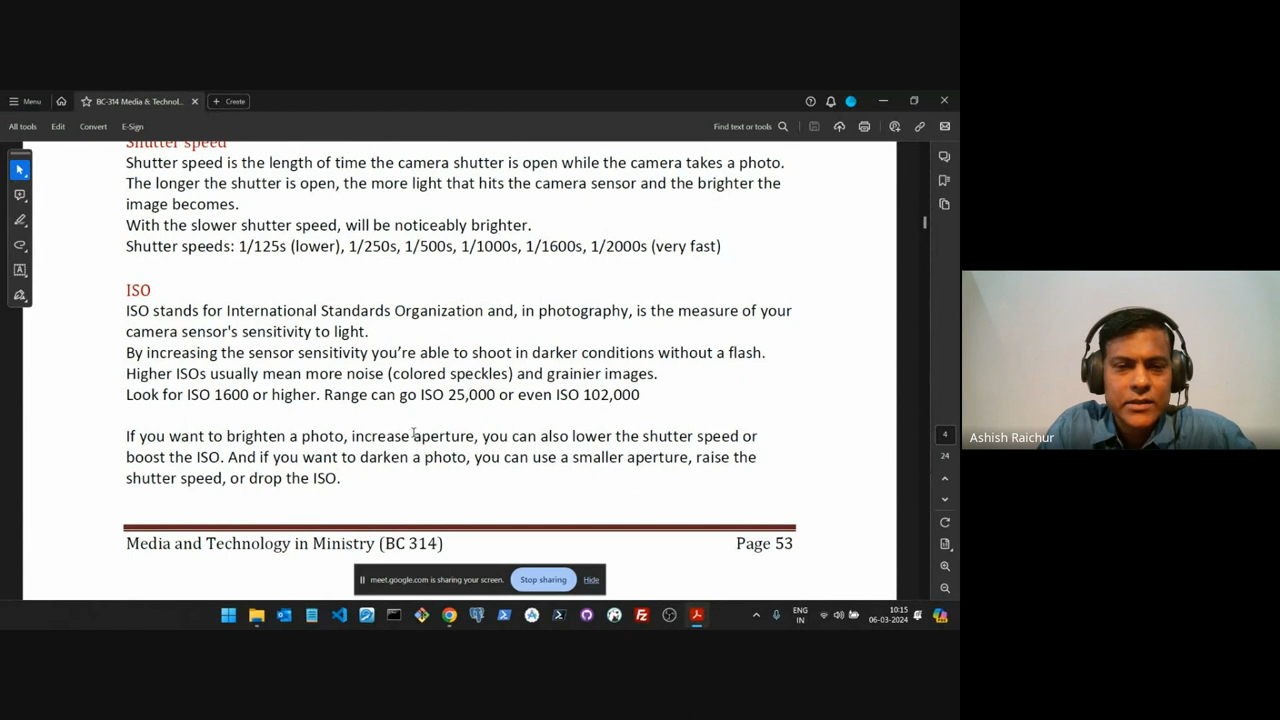 Menu
BC-314 Media & Technol...
Create
All tools
Edit
Convert
E-Sign
Find text or tools
Shutter speed
Shutter speed is the length of time the camera shutter is open while the camera takes a photo.
The longer the shutter is open, the more light that hits the camera sensor and the brighter the
image becomes.
With the slower shutter speed, will be noticeably brighter.
Shutter speeds: 1/125s (lower), 1/250s, 1/500s, 1/1000s, 1/1600s, 1/2000s (very fast)
ISO
ISO stands for International Standards Organization and, in photography, is the measure of your
camera sensor's sensitivity to light.
By increasing the sensor sensitivity you're able to shoot in darker conditions without a flash.
Higher ISOs usually mean more noise (colored speckles) and grainier images.
Look for ISO 1600 or higher. Range can go ISO 25,000 or even ISO 102,000
If you want to brighten a photo, increase aperture, you can also lower the shutter speed or
boost the ISO. And if you want to darken a photo, you can use a smaller aperture, raise the
shutter speed, or drop the ISO.
Media and Technology in Ministry (BC 314)
Page 53
4
24
meet.google.com is sharing your screen.
Stop sharing
Hide
ENG
IN
10:15
06-03-2024
Ashish Raichur